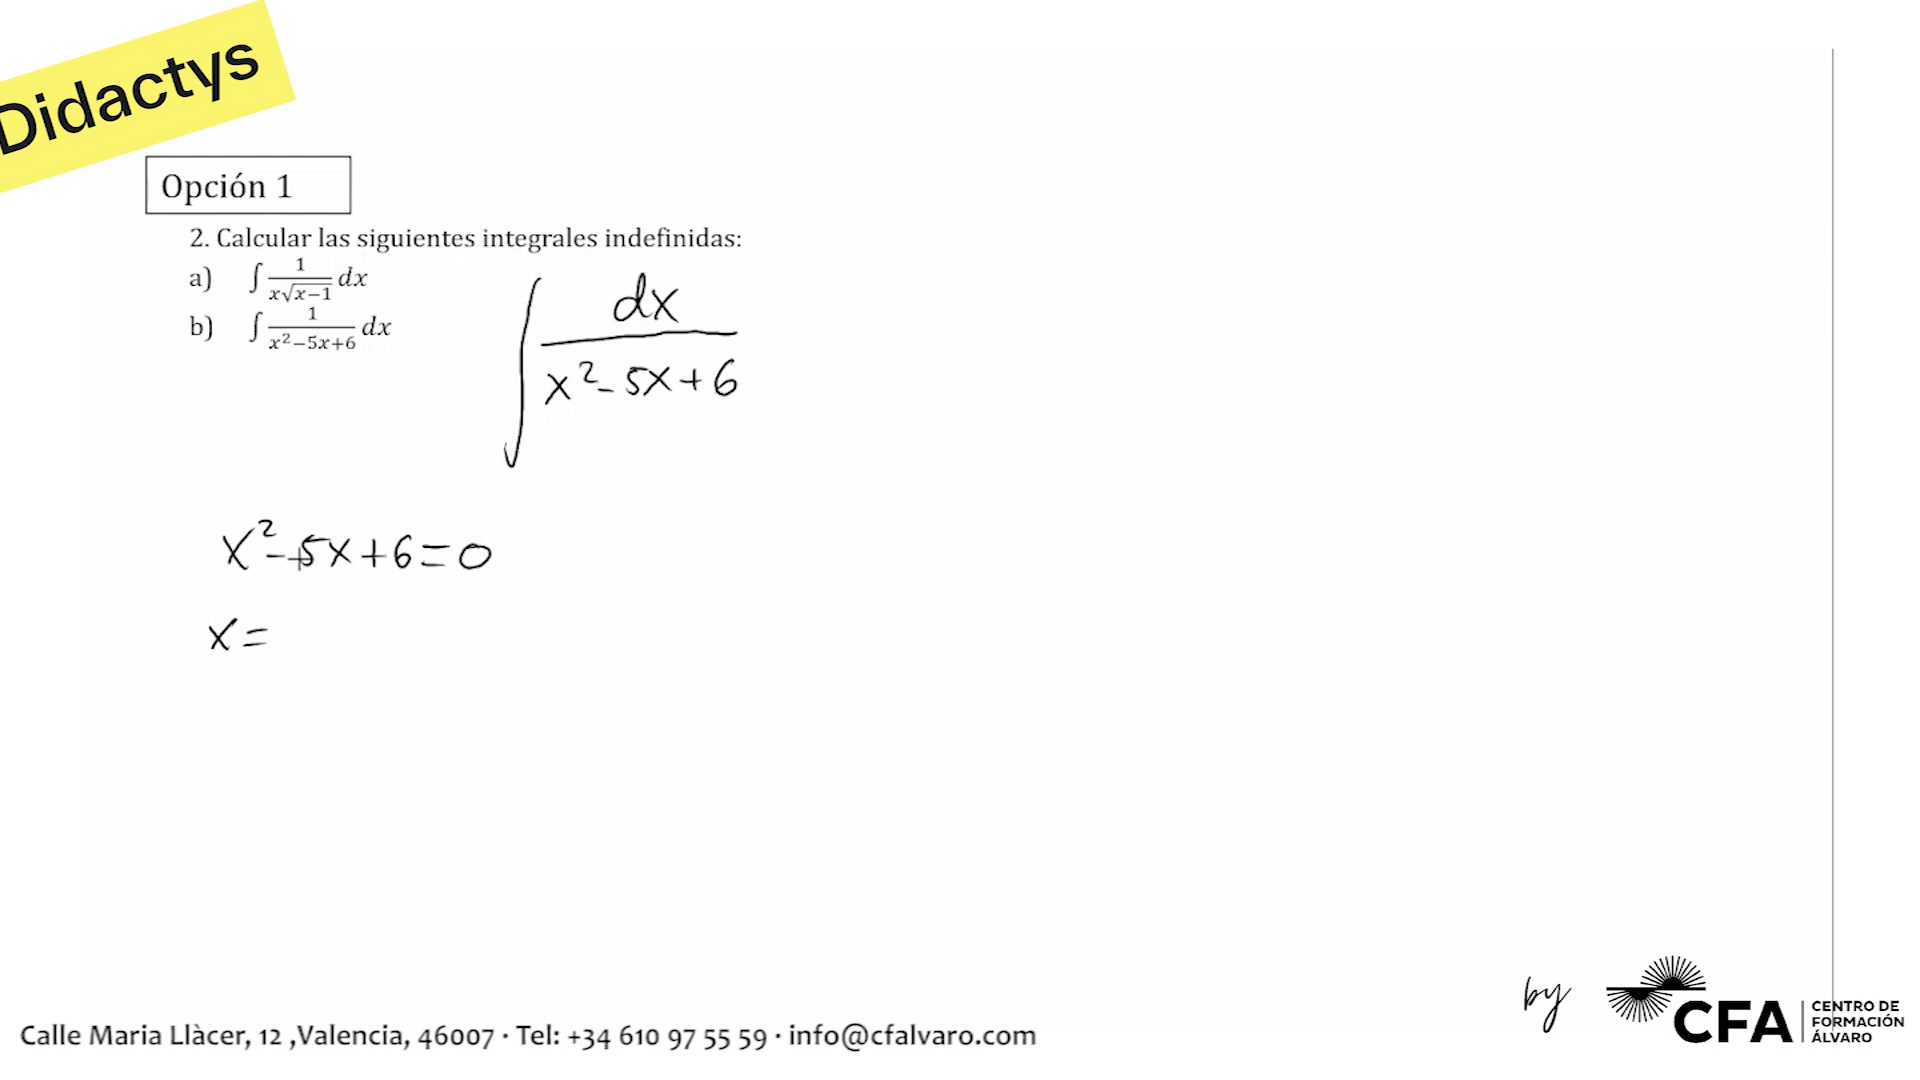 Didactys
Opción 1
2. Calcular las siguientes integrales indefinidas:
a) ∫ 1/(x√(x−1)) dx
b) ∫ 1/(x²−5x+6) dx
∫ dx/(x²-5x+6)
x²-5x+6=0
x=
by
CFA
CENTRO DE
FORMACIÓN
ÁLVARO
Calle Maria Llàcer, 12 ,Valencia, 46007 · Tel: +34 610 97 55 59 · info@cfalvaro.com